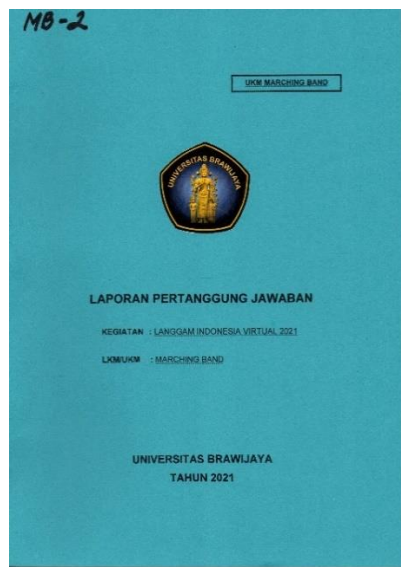 MB-2
UKM MARCHING BAND
UNIVERSITAS BRAWIJAYA
LAPORAN PERTANGGUNG JAWABAN
KEGIATAN : LANGGAM INDONESIA VIRTUAL 2021
LKM/UKM : MARCHING BAND
UNIVERSITAS BRAWIJAYA
TAHUN 2021